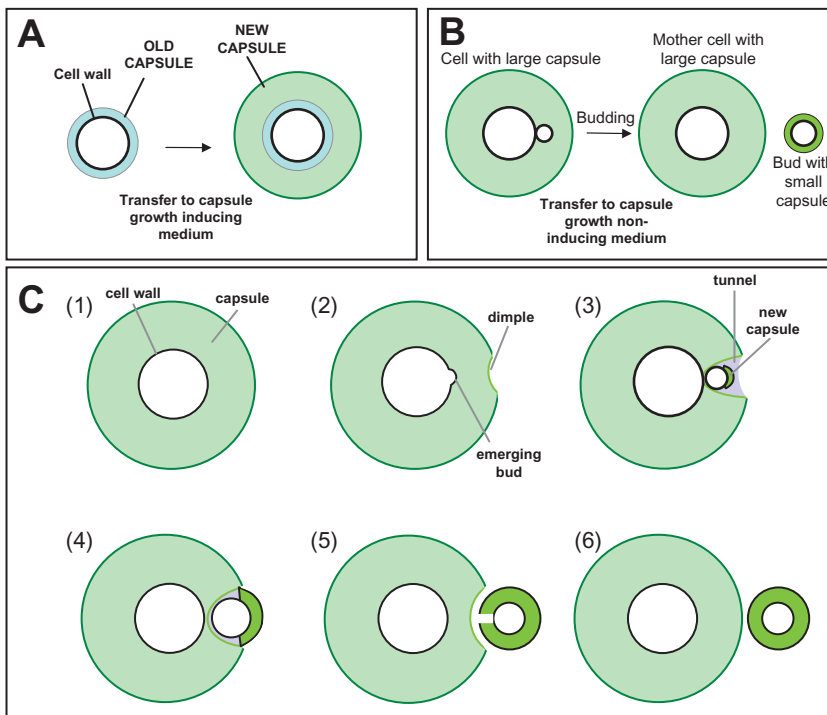 A
OLD
CAPSULE
Cell wall
NEW
CAPSULE
Transfer to capsule
growth inducing
medium
B
Cell with large capsule
Budding
Mother cell with
large capsule
Bud with
small
capsule
Transfer to capsule
growth non-
inducing medium
C
(1)
cell wall
capsule
(2)
dimple
emerging
bud
(3)
tunnel
new
capsule
(4)
(5)
(6)